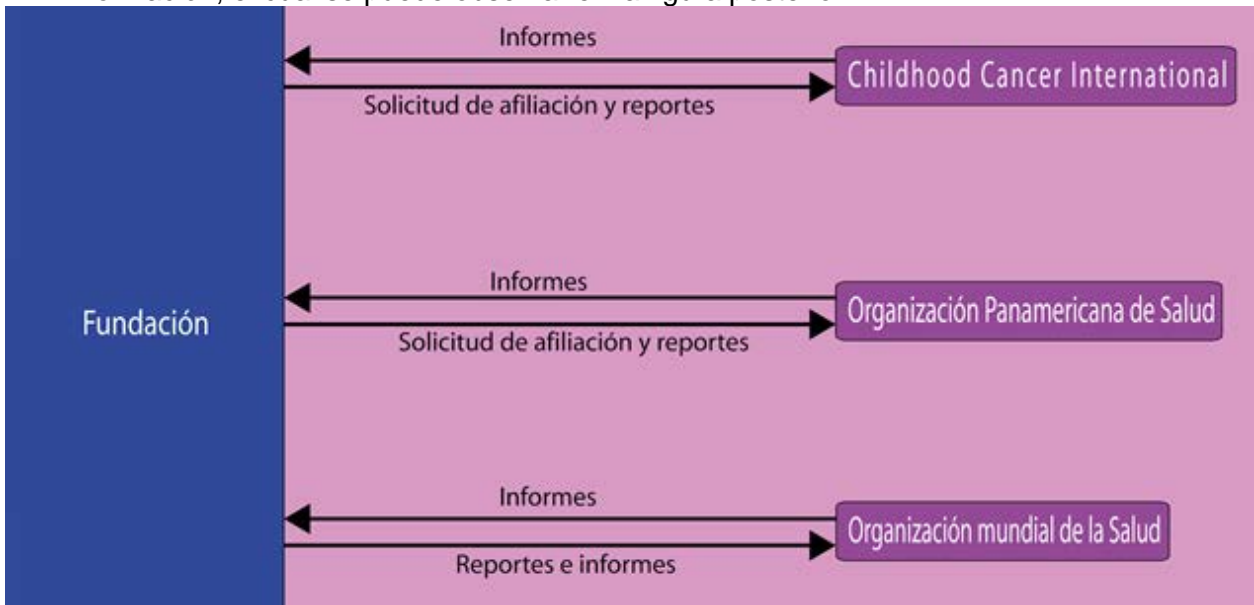 Informes
Childhood Cancer International
Solicitud de afiliación y reportes
Informes
Fundación
Organización Panamericana de Salud
Solicitud de afiliación y reportes
Informes
Organización mundial de la Salud
Reportes e informes